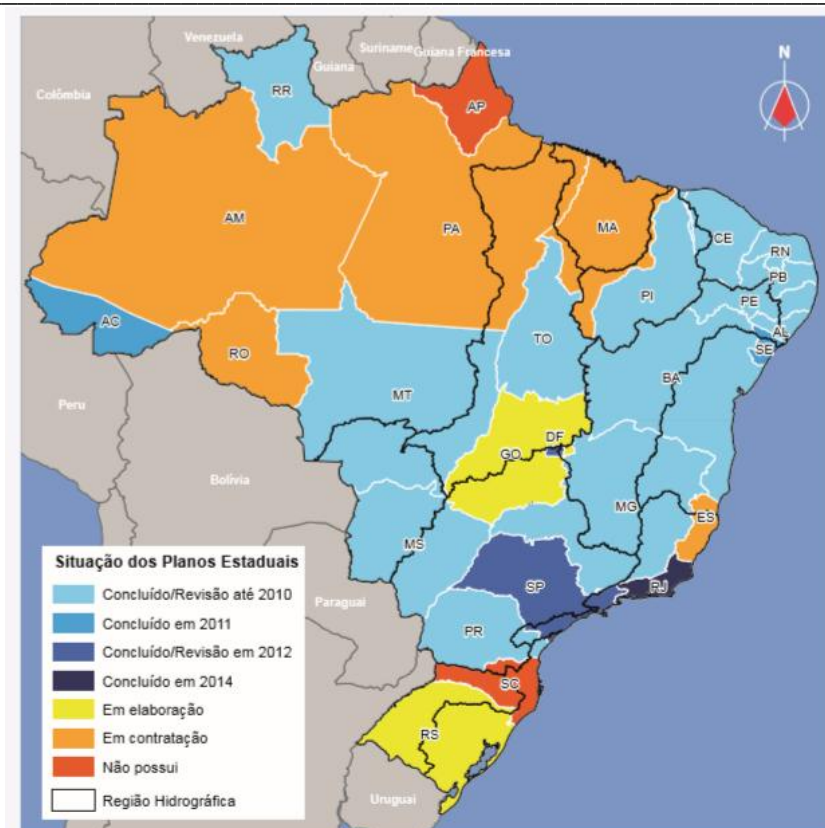 Venezuela
Suriname
Guiana Francesa
Guiana
Colômbia
N
RR
AP
AM
PA
MA
CE
RN
PB
PI
PE
AL
AC
SE
RO
TO
BA
MT
Peru
DF
GO
Bolívia
MG
ES
MS
SP
RJ
Paraguai
PR
SC
RS
Uruguai
Situação dos Planos Estaduais
Concluído/Revisão até 2010
Concluído em 2011
Concluído/Revisão em 2012
Concluído em 2014
Em elaboração
Em contratação
Não possui
Região Hidrográfica